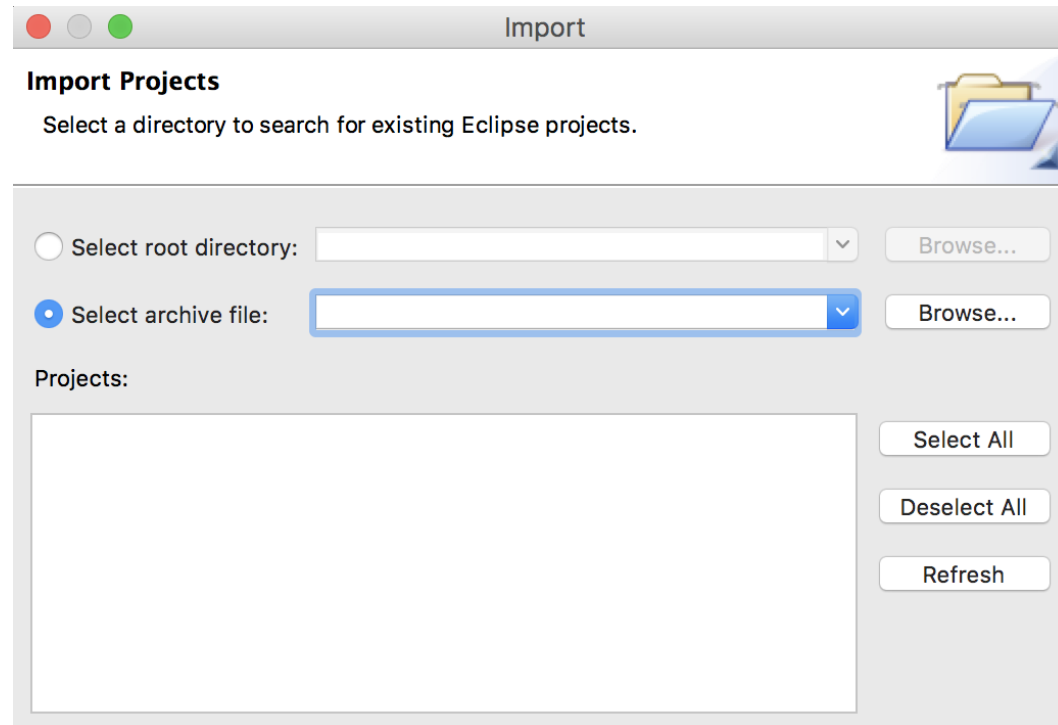 Import
Import Projects
Select a directory to search for existing Eclipse projects.
Select root directory: Browse...
Select archive file: Browse...
Projects:
Select All
Deselect All
Refresh